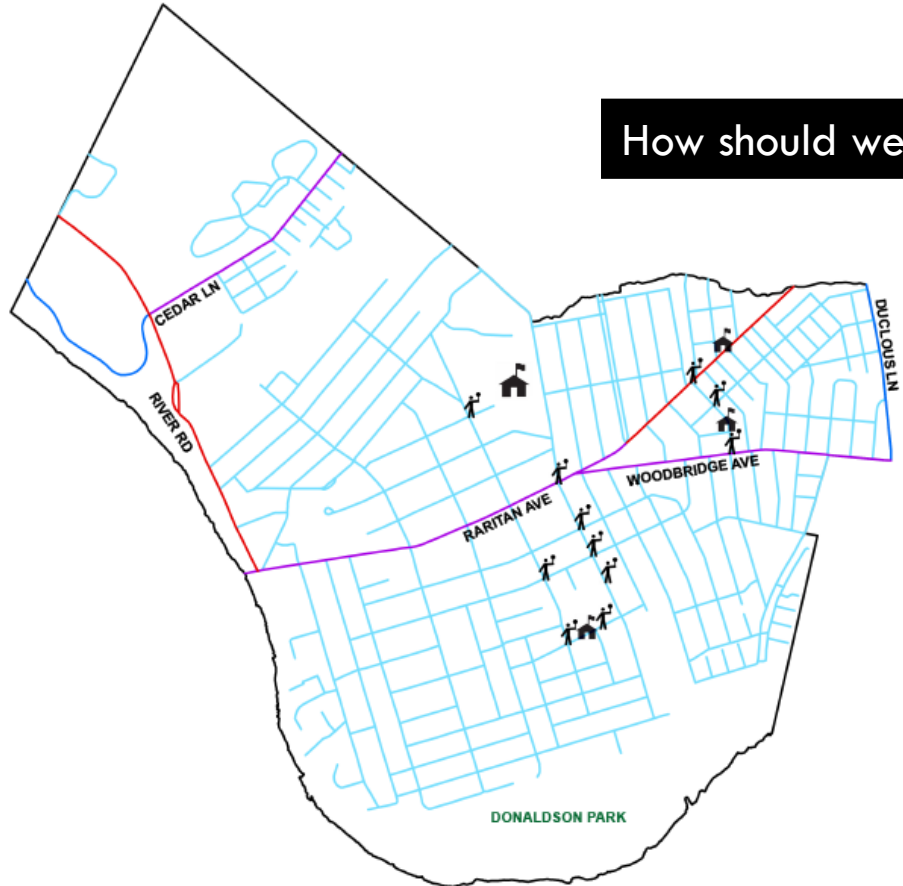 How should we
CEDAR LN
DUCLOUS LN
RIVER RD
WOODBRIDGE AVE
RARITAN AVE
DONALDSON PARK